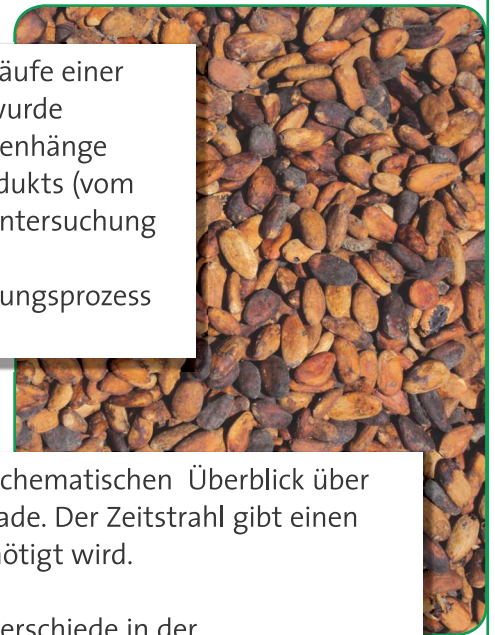 äufe einer
vurde
enhänge
dukts (vom
ntersuchung
ungsprozess
chematischen Überblick über
ade. Der Zeitstrahl gibt einen
nötigt wird.
erschiede in der